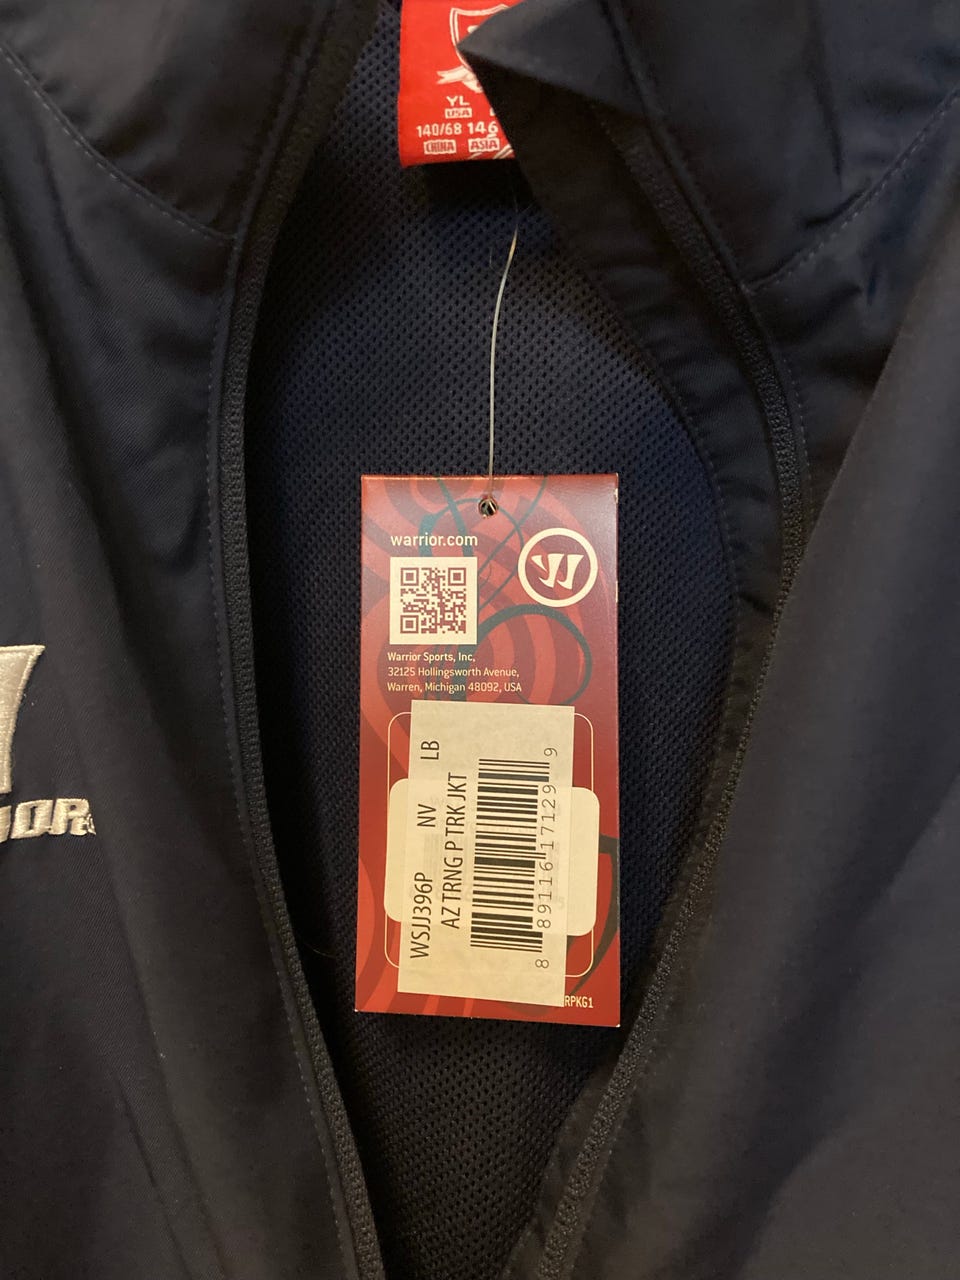 YL
USA
140/68 146
CHINA ASIA
warrior.com
Warrior Sports, Inc,
32125 Hollingsworth Avenue,
Warren, Michigan 48092, USA
WSJJ396P NV LB
AZ TRNG P TRK JKT
8 89116 17129 9
RPKG1